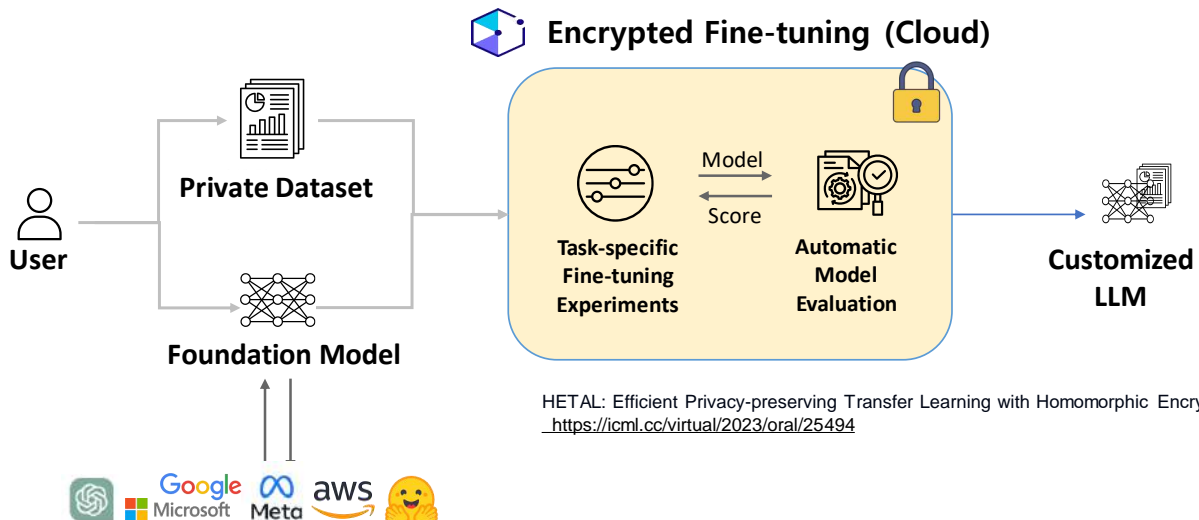 Encrypted Fine-tuning (Cloud)
Private Dataset
User
Foundation Model
Model
Score
Task-specific
Fine-tuning
Experiments
Automatic
Model
Evaluation
Customized
LLM
HETAL: Efficient Privacy-preserving Transfer Learning with Homomorphic Encry
https://icml.cc/virtual/2023/oral/25494
Google
Microsoft
Meta
aws